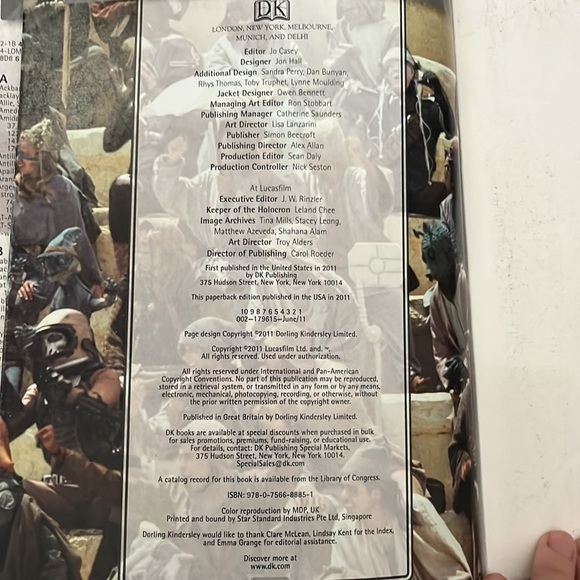 DK
LONDON, NEW YORK, MELBOURNE,
MUNICH, AND DELHI
Editor Jo Casey
Designer Jon Hall
Additional Design Sandra Perry, Dan Bunyan,
Rhys Thomas, Toby Truphet, Lynne Moulding
Jacket Designer Owen Bennett
Managing Art Editor Ron Stobbart
Publishing Manager Catherine Saunders
Art Director Lisa Lanzarini
Publisher Simon Beecroft
Publishing Director Alex Allan
Production Editor Sean Daly
Production Controller Nick Seston
At Lucasfilm
Executive Editor J. W. Rinzler
Keeper of the Holocron Leland Chee
Image Archives Tina Mills, Stacey Leong,
Matthew Azeveda, Shahana Alam
Art Director Troy Alders
Director of Publishing Carol Roeder
First published in the United States in 2011
by DK Publishing
375 Hudson Street, New York, New York 10014
This paperback edition published in the USA in 2011
10 9 8 7 6 5 4 3 2 1
002–179615–June/11
Page design Copyright ©2011 Dorling Kindersley Limited.
Copyright ©2011 Lucasfilm Ltd. and. ™.
All rights reserved. Used under authorization.
All rights reserved under International and Pan-American
Copyright Conventions. No part of this publication may be reproduced,
stored in a retrieval system, or transmitted in any form or by any means,
electronic, mechanical, photocopying, recording, or otherwise, without
the prior written permission of the copyright owner.
Published in Great Britain by Dorling Kindersley Limited.
DK books are available at special discounts when purchased in bulk
for sales promotions, premiums, fund-raising, or educational use.
For details, contact: DK Publishing Special Markets,
375 Hudson Street, New York, New York 10014.
SpecialSales@dk.com
A catalog record for this book is available from the Library of Congress.
ISBN: 978-0-7566-8885-1
Color reproduction by MDP, UK
Printed and bound by Star Standard Industries Pte Ltd, Singapore
Dorling Kindersley would like to thank Clare McLean, Lindsay Kent for the Index,
and Emma Grange for editorial assistance.
Discover more at
www.dk.com